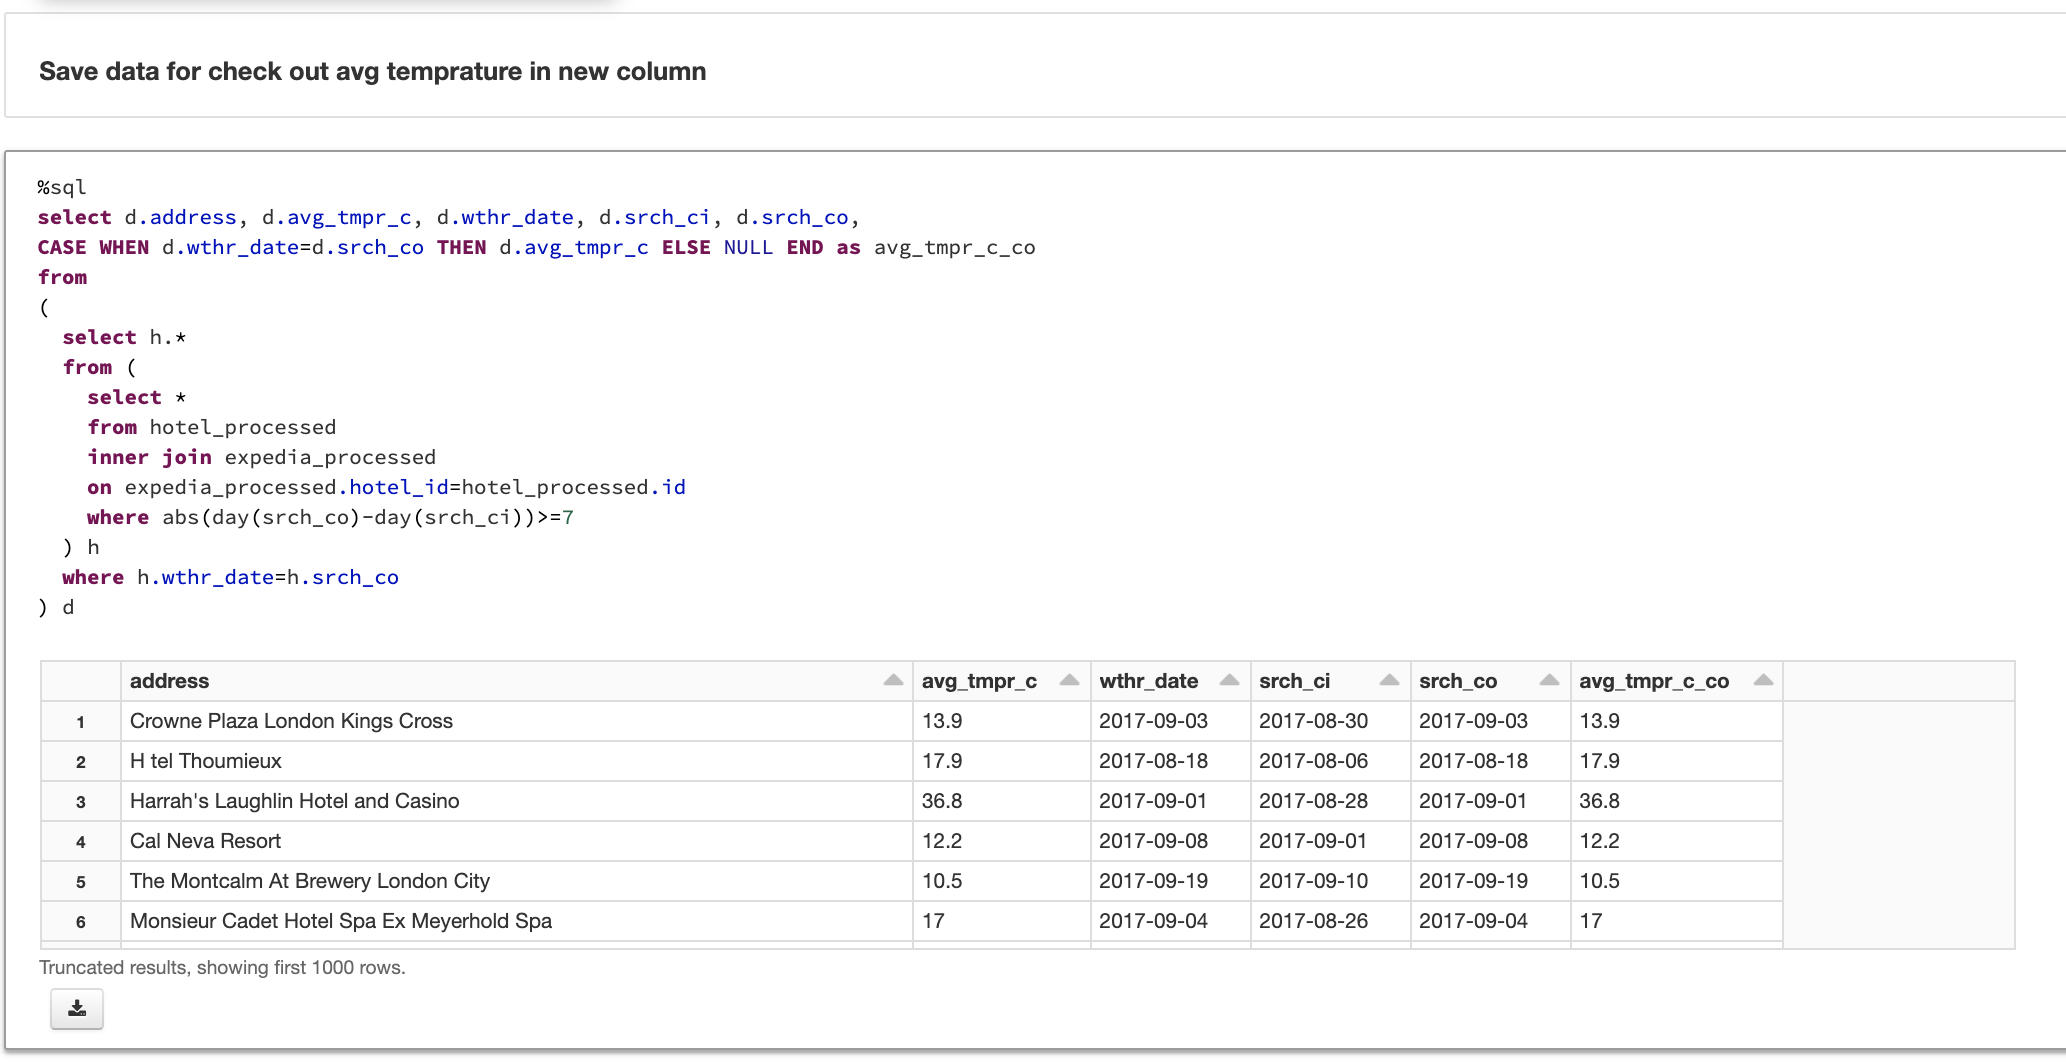 Save data for check out avg temprature in new column
%sql
select d.address, d.avg_tmpr_c, d.wthr_date, d.srch_ci, d.srch_co,
CASE WHEN d.wthr_date=d.srch_co THEN d.avg_tmpr_c ELSE NULL END as avg_tmpr_c_co
from
(
  select h.*
  from (
    select *
    from hotel_processed
    inner join expedia_processed
    on expedia_processed.hotel_id=hotel_processed.id
    where abs(day(srch_co)-day(srch_ci))>=7
  ) h
  where h.wthr_date=h.srch_co
) d
address avg_tmpr_c wthr_date srch_ci srch_co avg_tmpr_c_co
1 Crowne Plaza London Kings Cross 13.9 2017-09-03 2017-08-30 2017-09-03 13.9
2 H tel Thoumieux 17.9 2017-08-18 2017-08-06 2017-08-18 17.9
3 Harrah's Laughlin Hotel and Casino 36.8 2017-09-01 2017-08-28 2017-09-01 36.8
4 Cal Neva Resort 12.2 2017-09-08 2017-09-01 2017-09-08 12.2
5 The Montcalm At Brewery London City 10.5 2017-09-19 2017-09-10 2017-09-19 10.5
6 Monsieur Cadet Hotel Spa Ex Meyerhold Spa 17 2017-09-04 2017-08-26 2017-09-04 17
Truncated results, showing first 1000 rows.